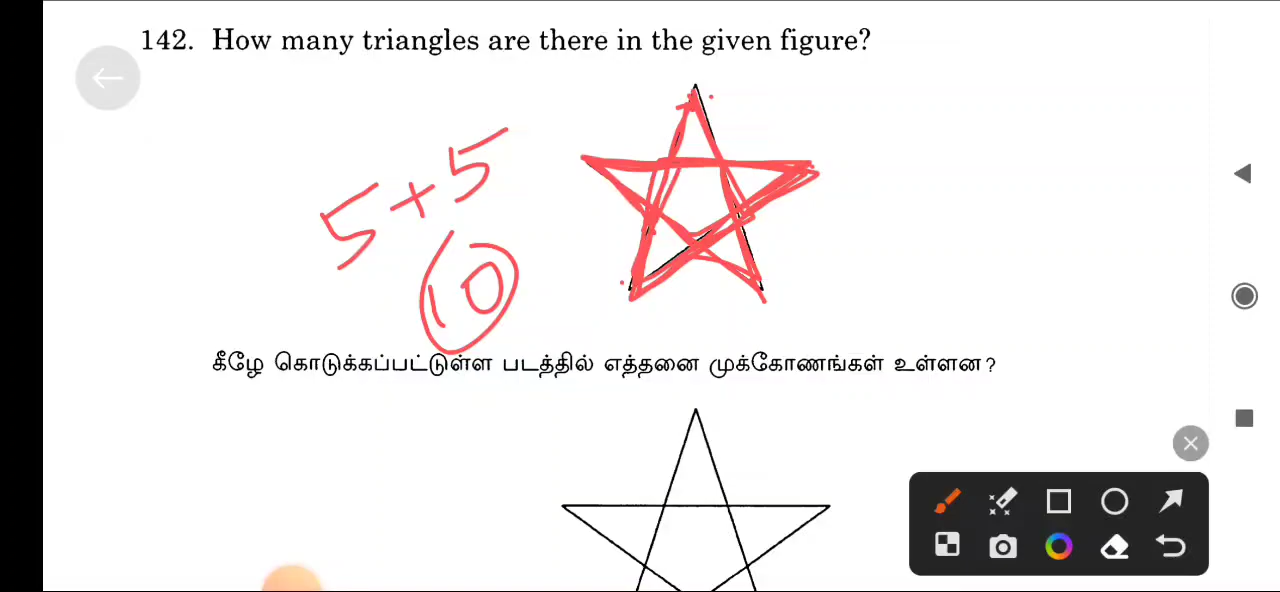 142. How many triangles are there in the given figure?
5 + 5
10
கீழே கொடுக்கப்பட்டுள்ள படத்தில் எத்தனை முக்கோணங்கள் உள்ளன?